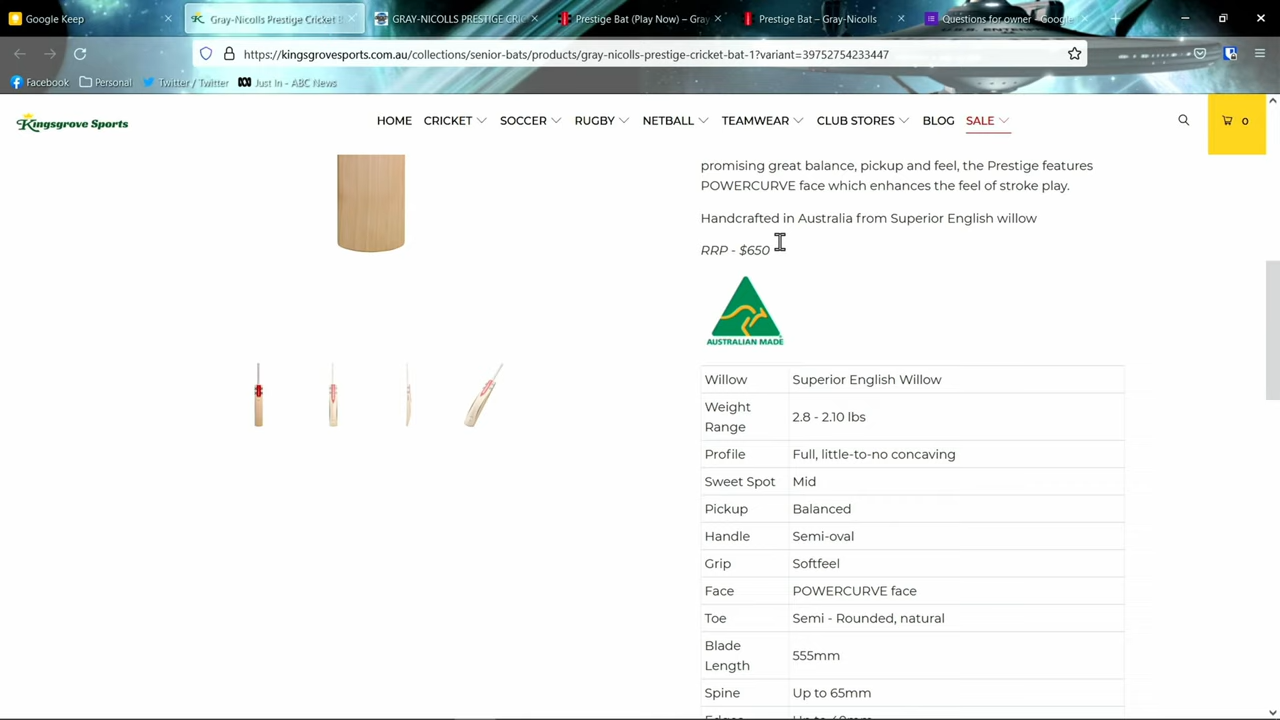 Google Keep
Gray-Nicolls Prestige Cricket B
GRAY-NICOLLS PRESTIGE CRIC
Prestige Bat (Play Now) – Gray
Prestige Bat – Gray-Nicolls
Questions for owner - Google
https://kingsgrovesports.com.au/collections/senior-bats/products/gray-nicolls-prestige-cricket-bat-1?variant=39752754233447
Facebook
Personal
Twitter / Twitter
Just In - ABC News
Kingsgrove Sports
HOME
CRICKET
SOCCER
RUGBY
NETBALL
TEAMWEAR
CLUB STORES
BLOG
SALE
0
promising great balance, pickup and feel, the Prestige features
POWERCURVE face which enhances the feel of stroke play.
Handcrafted in Australia from Superior English willow
RRP - $650
AUSTRALIAN MADE
Willow Superior English Willow
Weight
Range
2.8 - 2.10 lbs
Profile Full, little-to-no concaving
Sweet Spot Mid
Pickup Balanced
Handle Semi-oval
Grip Softfeel
Face POWERCURVE face
Toe Semi - Rounded, natural
Blade
Length
555mm
Spine Up to 65mm